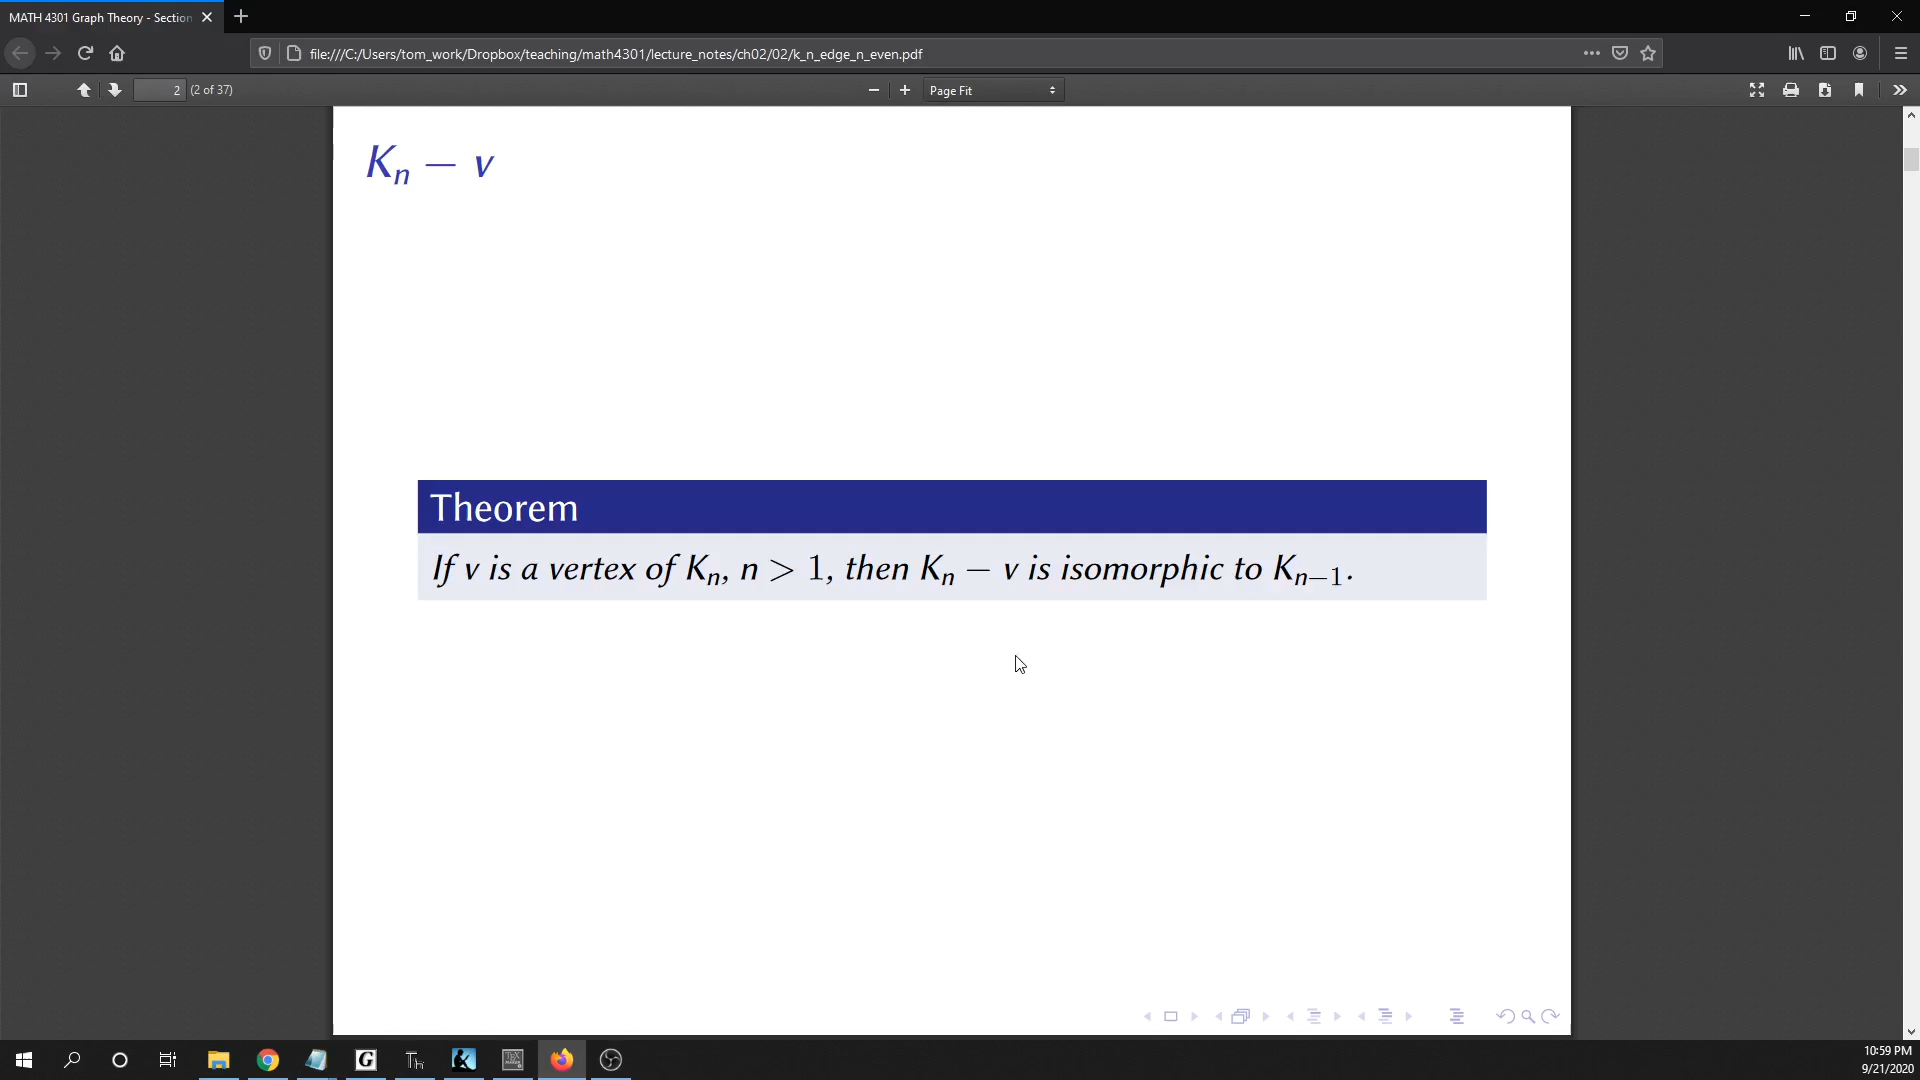 MATH 4301 Graph Theory - Section
file:///C:/Users/tom_work/Dropbox/teaching/math4301/lecture_notes/ch02/02/k_n_edge_n_even.pdf
2 (2 of 37) Page Fit
Kₙ − v
Theorem
If v is a vertex of Kₙ, n > 1, then Kₙ − v is isomorphic to Kₙ₋₁.
G Th
10:59 PM
9/21/2020